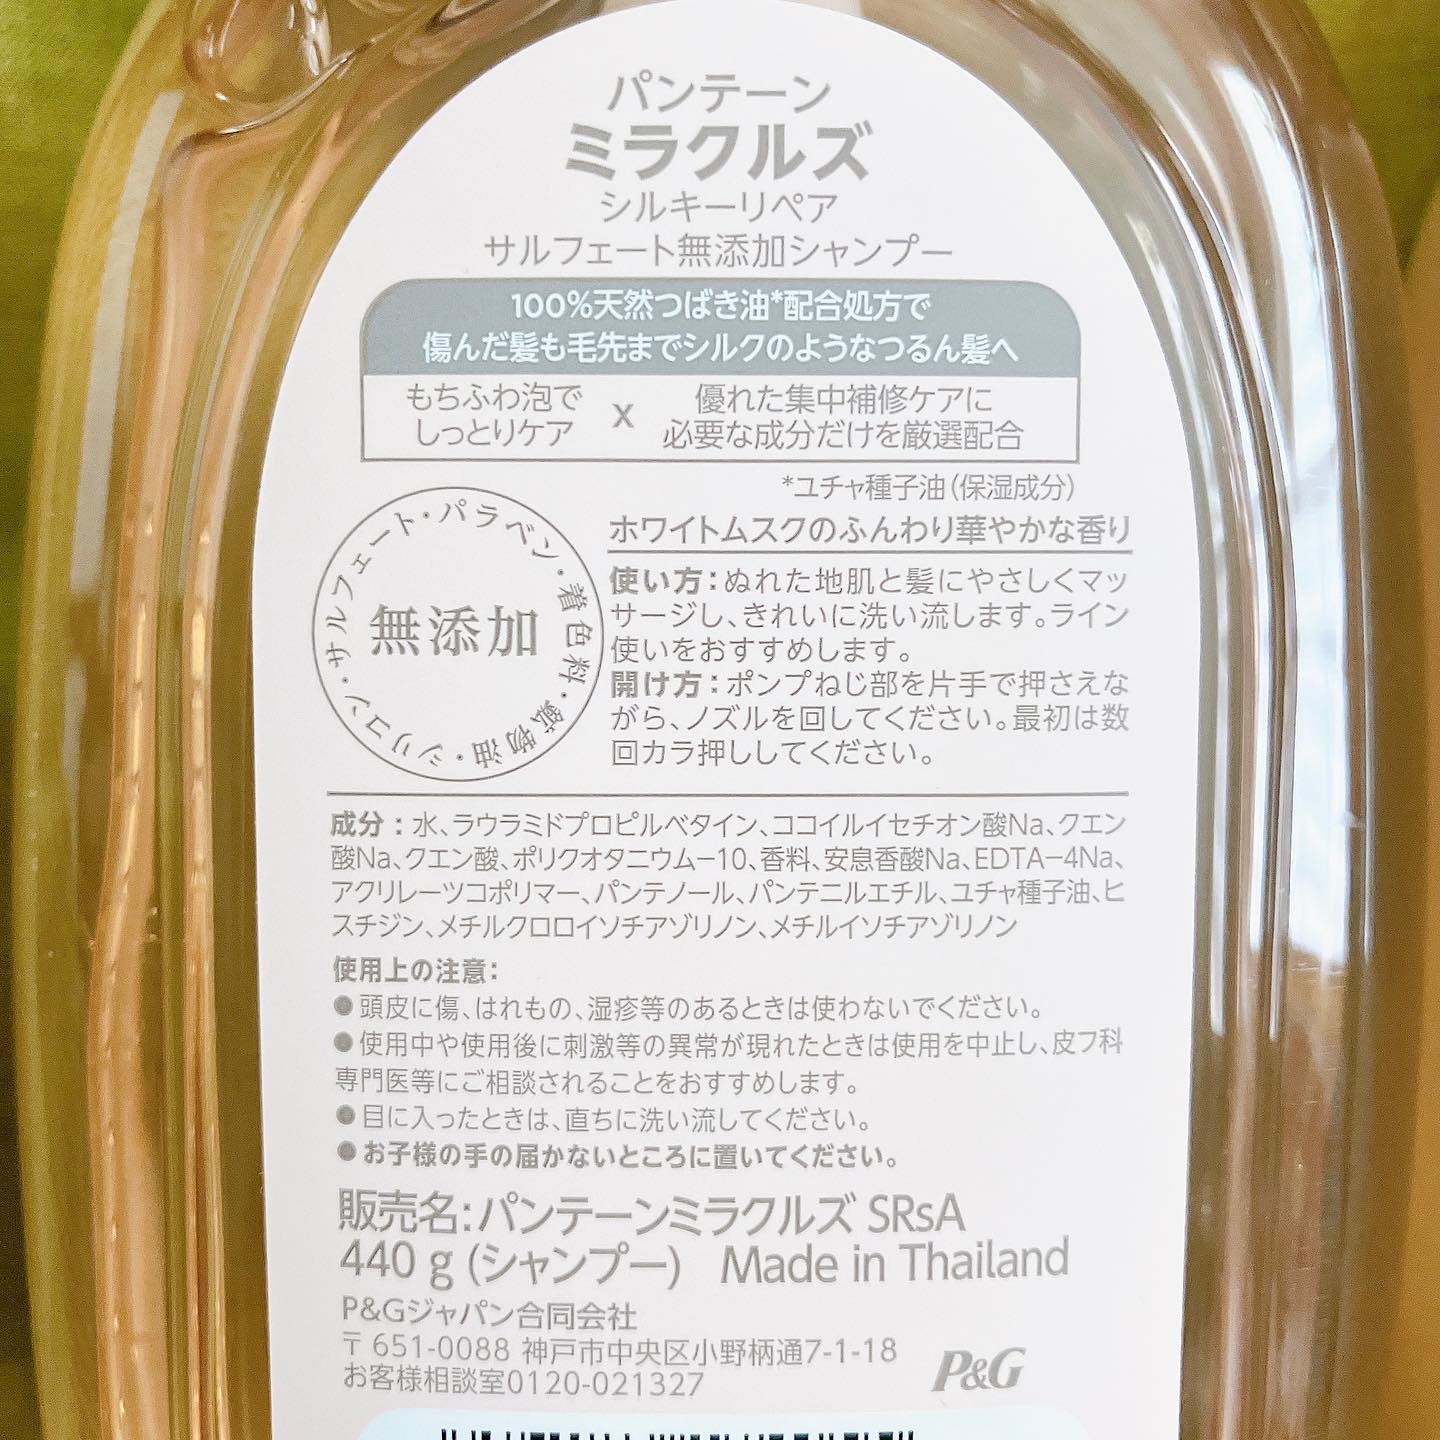 パンテーン
ミラクルズ
シルキーリペア
サルフェート無添加シャンプー
100%天然つばき油*配合処方で
傷んだ髪も毛先までシルクのようなつるん髪へ
もちふわ泡で
しっとりケア
x
優れた集中補修ケアに
必要な成分だけを厳選配合
*ユチャ種子油(保湿成分)
サルフェート・パラベン・着色料・鉱物油・シリコン・
無添加
ホワイトムスクのふんわり華やかな香り
使い方:ぬれた地肌と髪にやさしくマッ
サージし、きれいに洗い流します。ライン
使いをおすすめします。
開け方:ポンプねじ部を片手で押さえな
がら、ノズルを回してください。最初は数
回カラ押ししてください。
成分:水、ラウラミドプロピルベタイン、ココイルイセチオン酸Na、クエン
酸Na、クエン酸、ポリクオタニウム-10、香料、安息香酸Na、EDTA-4Na、
アクリレーツコポリマー、パンテノール、パンテニルエチル、ユチャ種子油、ヒ
スチジン、メチルクロロイソチアゾリノン、メチルイソチアゾリノン
使用上の注意:
●頭皮に傷、はれもの、湿疹等のあるときは使わないでください。
●使用中や使用後に刺激等の異常が現れたときは使用を中止し、皮フ科
専門医等にご相談されることをおすすめします。
●目に入ったときは、直ちに洗い流してください。
●お子様の手の届かないところに置いてください。
販売名:パンテーンミラクルズ SRsA
440 g (シャンプー) Made in Thailand
P&Gジャパン合同会社
〒651-0088 神戸市中央区小野柄通7-1-18
お客様相談室0120-021327
P&G